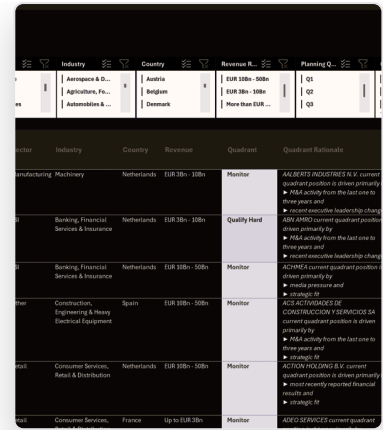 Industry Country Revenue R... Planning Q...
Aerospace & D... Austria EUR 10Bn - 50Bn Q1
Agriculture, Fo... Belgium EUR 3Bn - 10Bn Q2
es Automobiles & ... Denmark More than EUR ... Q3
ector Industry Country Revenue Quadrant Quadrant Rationale
anufacturing Machinery Netherlands EUR 3Bn - 10Bn Monitor AALBERTS INDUSTRIES N.V. current
quadrant position is driven primarily
► M&A activity from the last one to
three years and
► recent executive leadership chang
Banking, Financial Netherlands EUR 3Bn - 10Bn Qualify Hard ABN AMRO current quadrant position
Services & Insurance driven primarily by
► M&A activity from the last one to
three years and
► recent executive leadership chang
Banking, Financial Netherlands EUR 10Bn - 50Bn Monitor ACHMEA current quadrant position
Services & Insurance driven primarily by
► media pressure and
► strategic fit
ther Construction, Spain EUR 10Bn - 50Bn Monitor ACS ACTIVIDADES DE
Engineering & Heavy CONSTRUCCION Y SERVICIOS SA
Electrical Equipment current quadrant position is driven
primarily by
► M&A activity from the last one to
three years and
► strategic fit
etail Consumer Services, Netherlands EUR 10Bn - 50Bn Monitor ACTION HOLDING B.V. current
Retail & Distribution quadrant position is driven primarily
► most recently reported financial
results and
► strategic fit
etail Consumer Services, France Up to EUR 3Bn Monitor ADEO SERVICES current quadrant